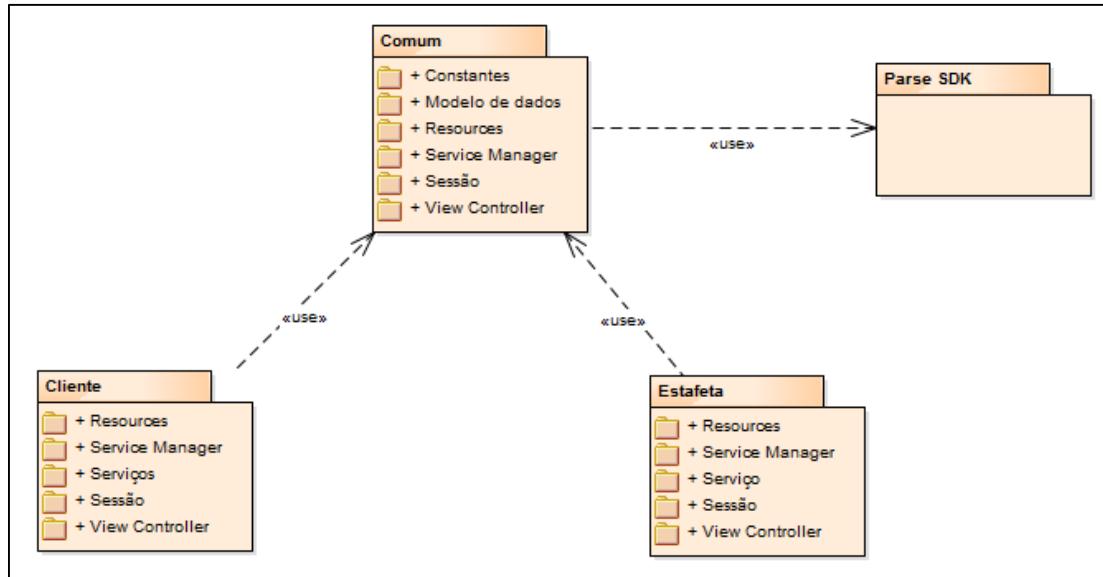 Comum
+ Constantes
+ Modelo de dados
+ Resources
+ Service Manager
+ Sessão
+ View Controller
Parse SDK
«use»
«use»
«use»
Cliente
+ Resources
+ Service Manager
+ Serviços
+ Sessão
+ View Controller
Estafeta
+ Resources
+ Service Manager
+ Serviço
+ Sessão
+ View Controller